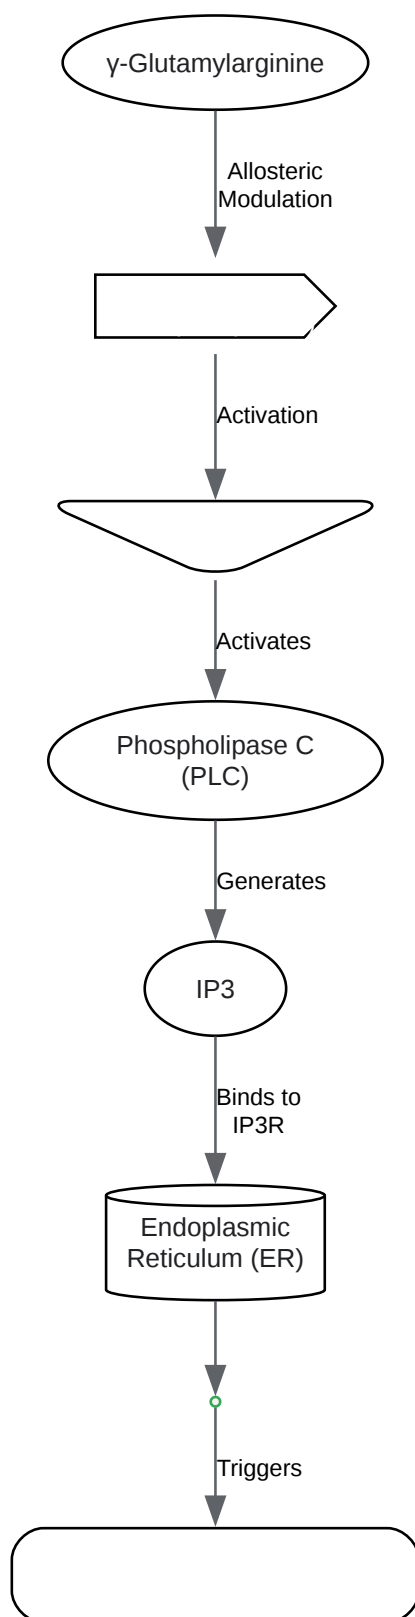 γ-Glutamylarginine
Allosteric
Modulation
Activation
Activates
Phospholipase C
(PLC)
Generates
IP3
Binds to
IP3R
Endoplasmic
Reticulum (ER)
Triggers